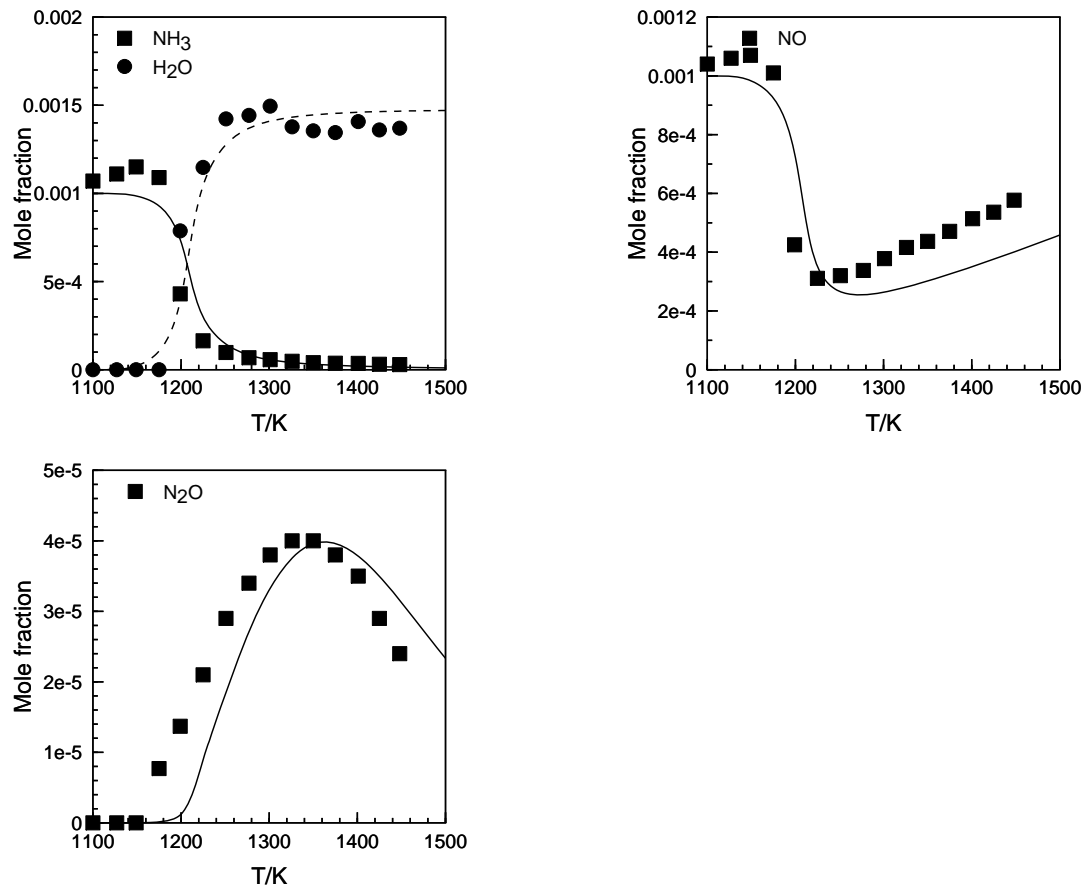 0.002
NH3
H2O
0.0015
0.001
5e-4
0
Mole fraction
1100 1200 1300 1400 1500
T/K
0.0012
NO
0.001
8e-4
6e-4
4e-4
2e-4
0
Mole fraction
1100 1200 1300 1400 1500
T/K
5e-5
N2O
4e-5
3e-5
2e-5
1e-5
0
Mole fraction
1100 1200 1300 1400 1500
T/K